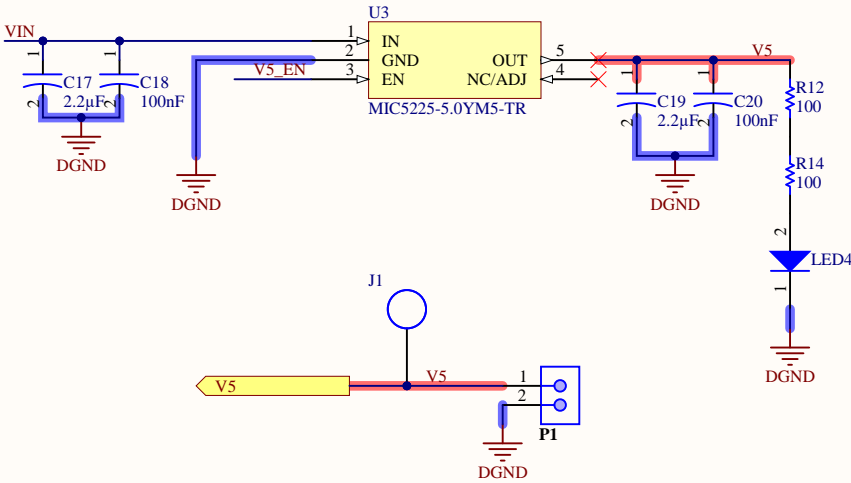 U3
VIN
1
IN
2
GND
OUT
5
V5
V5_EN
3
EN
NC/ADJ
4
MIC5225-5.0YM5-TR
1
C17
2.2µF
2
1
C18
100nF
2
DGND
DGND
1
C19
2.2µF
2
1
C20
100nF
2
DGND
R12
100
R14
100
2
LED4
1
DGND
J1
V5
V5
1
2
P1
DGND